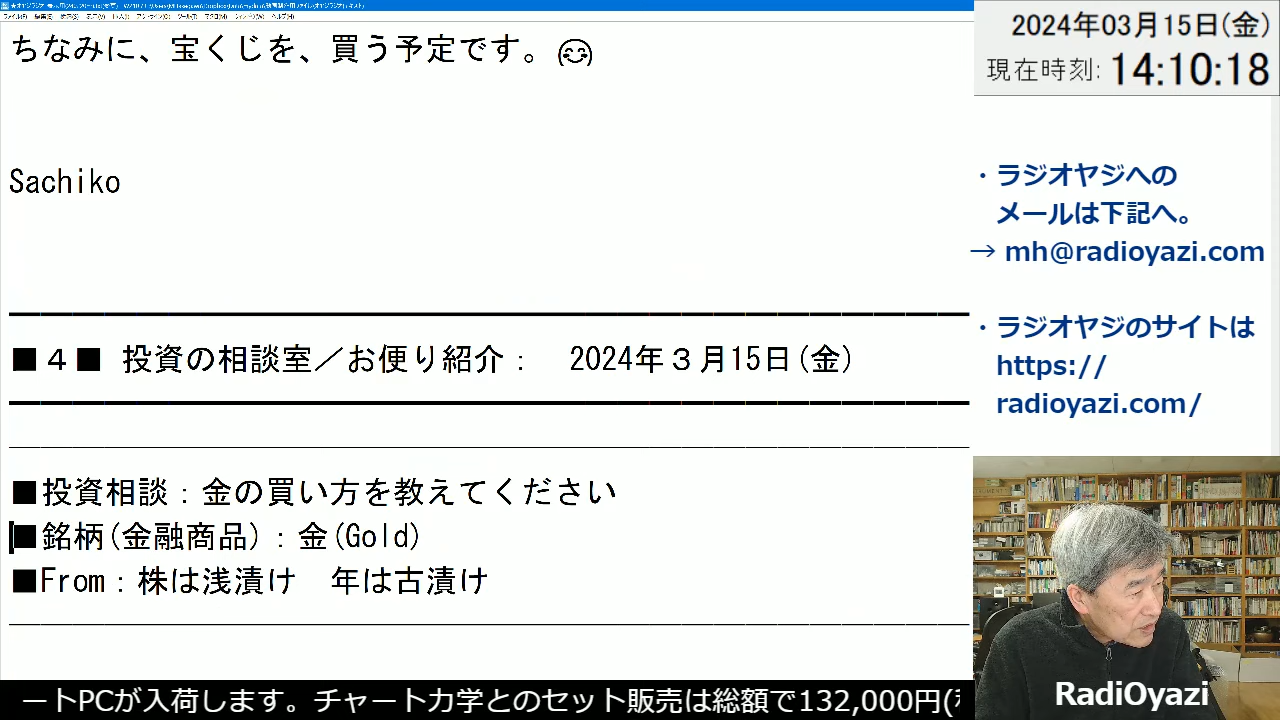 ちなみに、宝くじを、買う予定です。😊
Sachiko
■４■ 投資の相談室／お便り紹介： 2024年３月15日(金)
■投資相談：金の買い方を教えてください
■銘柄(金融商品)：金(Gold)
■From：株は浅漬け　年は古漬け
2024年03月15日(金)
現在時刻: 14:10:18
・ラジオヤジへの
メールは下記へ。
→ mh@radioyazi.com
・ラジオヤジのサイトは
https://
radioyazi.com/
RadiOyazi
ートPCが入荷します。チャート力学とのセット販売は総額で132,000円(